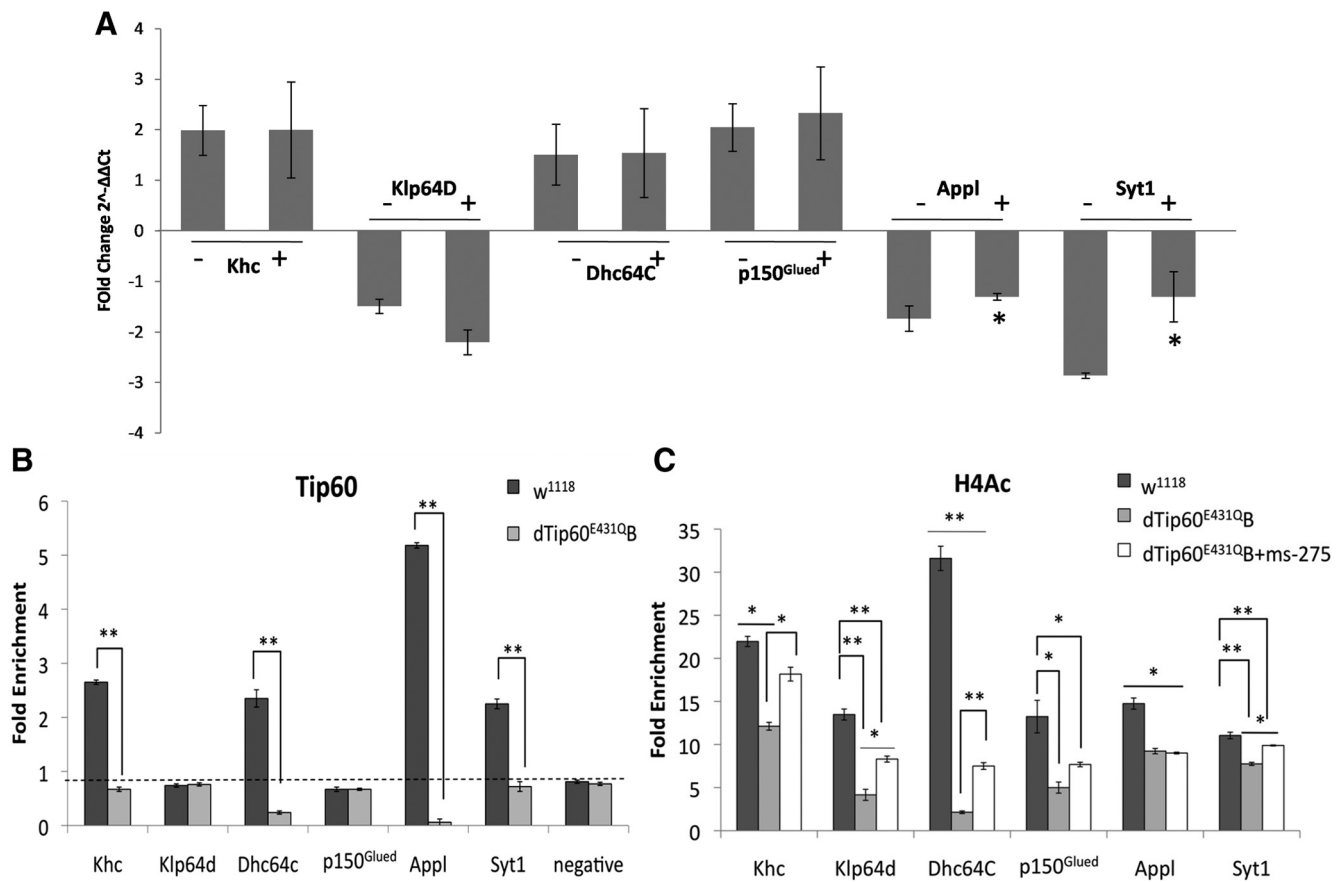 A
FOld Change 2^-ΔΔCt
4
3
2
1
0
-1
-2
-3
-4
- Khc +
Klp64D
- +
- Dhc64C +
- p150Glued +
Appl
- +
*
Syt1
- +
*
B
Tip60
w1118
dTip60E431QB
Fold Enrichment
6
5
4
3
2
1
0
**
**
**
**
Khc Klp64d Dhc64c p150Glued Appl Syt1 negative
C
H4Ac
w1118
dTip60E431QB
dTip60E431QB+ms-275
Fold Enrichment
35
30
25
20
15
10
5
0
* *
** ** *
** **
* *
*
** ** *
Khc Klp64d Dhc64C p150Glued Appl Syt1